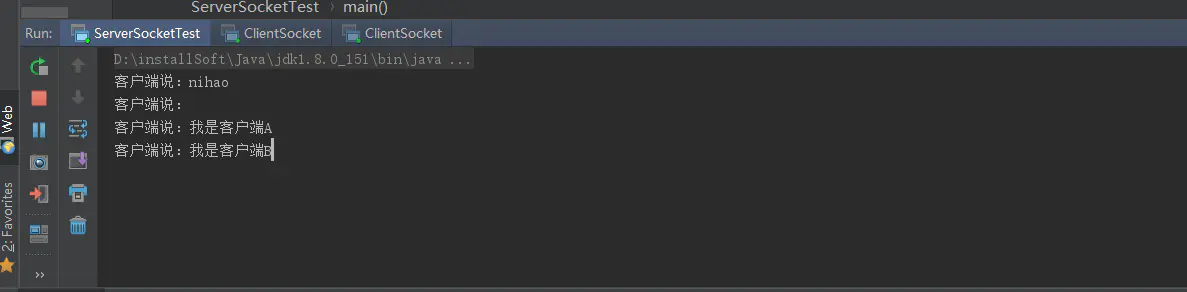 ServerSocketTest › main()
Run: ServerSocketTest ClientSocket ClientSocket
D:\installSoft\Java\jdk1.8.0_151\bin\java ...
客户端说：nihao
客户端说：
客户端说：我是客户端A
客户端说：我是客户端B
Web
2: Favorites
»